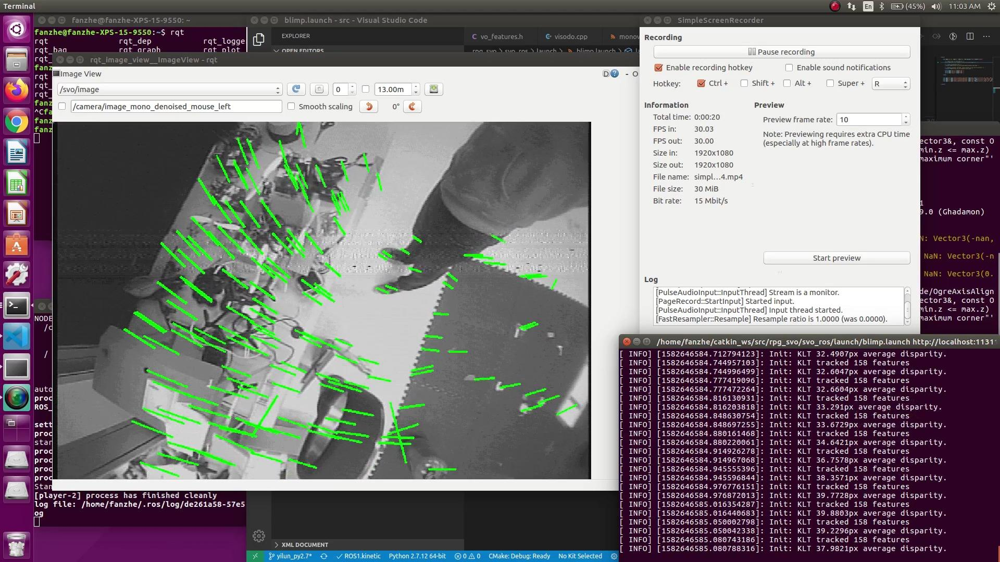 Terminal
En
(45%)
11:03 AM
fanzhe@fanzhe-XPS-15-9550: ~
fanzhe@fanzhe-XPS-15-9550:~$ rqt
rqt rqt_dep rqt_logge
rqt_bag rqt_graph rqt_plot
rqt_
fanz
rqt
rqt_
^Cfa
fanz
fanz
blimp.launch - src - Visual Studio Code
EXPLORER
OPEN EDITORS
vo_features.h
visodo.cpp
monov
rpg_svo > svo_ros > launch > blimp.launch >
rqt_image_view__ImageView - rqt
Image View
D
- O
/svo/image
0
13.00m
/camera/image_mono_denoised_mouse_left
Smooth scaling
0°
SimpleScreenRecorder
Recording
Pause recording
Enable recording hotkey
Enable sound notifications
Hotkey:
Ctrl +
Shift +
Alt +
Super +
R
Information
Total time: 0:00:20
FPS in: 30.03
FPS out: 30.00
Size in: 1920x1080
Size out: 1920x1080
File name: simpl...4.mp4
File size: 30 MiB
Bit rate: 15 Mbit/s
Preview
Preview frame rate: 10
Note: Previewing requires extra CPU time
(especially at high frame rates).
Start preview
Log
[PulseAudioInput::InputThread] Stream is a monitor.
[PageRecord::StartInput] Started input.
[PulseAudioInput::InputThread] Input thread started.
[FastResampler::Resample] Resample ratio is 1.0000 (was 0.0000).
ector3&, const O
min.z <= max.z)
maximum corner"'
1
9.0 (Ghadamon)
N: Vector3(-nan,
NaN: Vector3(-n
NaN: Vector3(0.
de/OgreAxisAlign
ector3&, const O
min.z <= max.z)
maximum corner"'
NODE
/c
/
auto
proc
ROS_
sett
proc
star
proc
proc
proc
proc
Stan
[player-2] process has finished cleanly
log file: /home/fanzhe/.ros/log/de261a58-57e5
og
/home/fanzhe/catkin_ws/src/rpg_svo/svo_ros/launch/blimp.launch http://localhost:1131
[ INFO] [1582646584.712794123]: Init: KLT 32.4907px average disparity.
[ INFO] [1582646584.744957103]: Init: KLT tracked 158 features
[ INFO] [1582646584.744996499]: Init: KLT 32.6047px average disparity.
[ INFO] [1582646584.777419096]: Init: KLT tracked 158 features
[ INFO] [1582646584.777472264]: Init: KLT 32.6604px average disparity.
[ INFO] [1582646584.816130931]: Init: KLT tracked 158 features
[ INFO] [1582646584.816203818]: Init: KLT 33.291px average disparity.
[ INFO] [1582646584.848630754]: Init: KLT tracked 158 features
[ INFO] [1582646584.848697255]: Init: KLT 33.6729px average disparity.
[ INFO] [1582646584.880161468]: Init: KLT tracked 158 features
[ INFO] [1582646584.880220061]: Init: KLT 34.6421px average disparity.
[ INFO] [1582646584.914926278]: Init: KLT tracked 158 features
[ INFO] [1582646584.914967068]: Init: KLT 36.7578px average disparity.
[ INFO] [1582646584.945555396]: Init: KLT tracked 158 features
[ INFO] [1582646584.945596844]: Init: KLT 38.3571px average disparity.
[ INFO] [1582646584.976776151]: Init: KLT tracked 158 features
[ INFO] [1582646584.976872013]: Init: KLT 39.7728px average disparity.
[ INFO] [1582646585.016354287]: Init: KLT tracked 158 features
[ INFO] [1582646585.016440683]: Init: KLT 39.8803px average disparity.
[ INFO] [1582646585.050002798]: Init: KLT tracked 158 features
[ INFO] [1582646585.050042338]: Init: KLT 39.2296px average disparity.
[ INFO] [1582646585.080743186]: Init: KLT tracked 158 features
[ INFO] [1582646585.080788316]: Init: KLT 37.9821px average disparity.
XML DOCUMENT
yilun_py2.7*
ROS1.kinetic
Python 2.7.12 64-bit
0 0
CMake: Debug: Ready
No Kit Selected